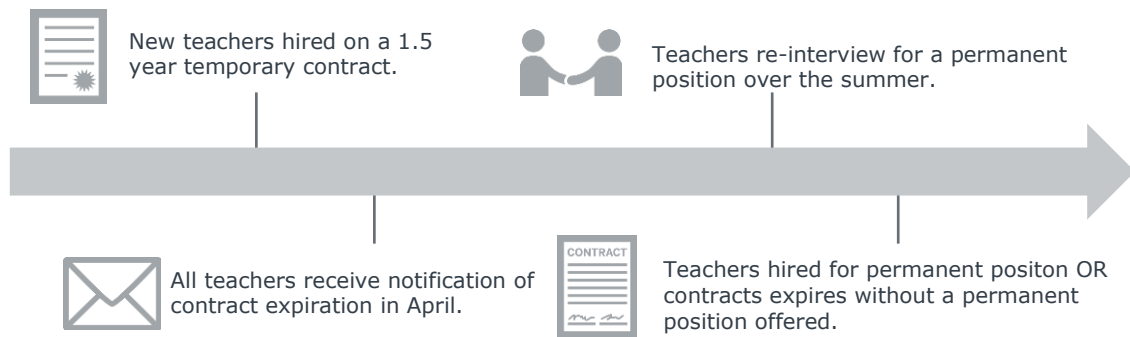 New teachers hired on a 1.5
year temporary contract.
Teachers re-interview for a permanent
position over the summer.
All teachers receive notification of
contract expiration in April.
CONTRACT
Teachers hired for permanent positon OR
contracts expires without a permanent
position offered.